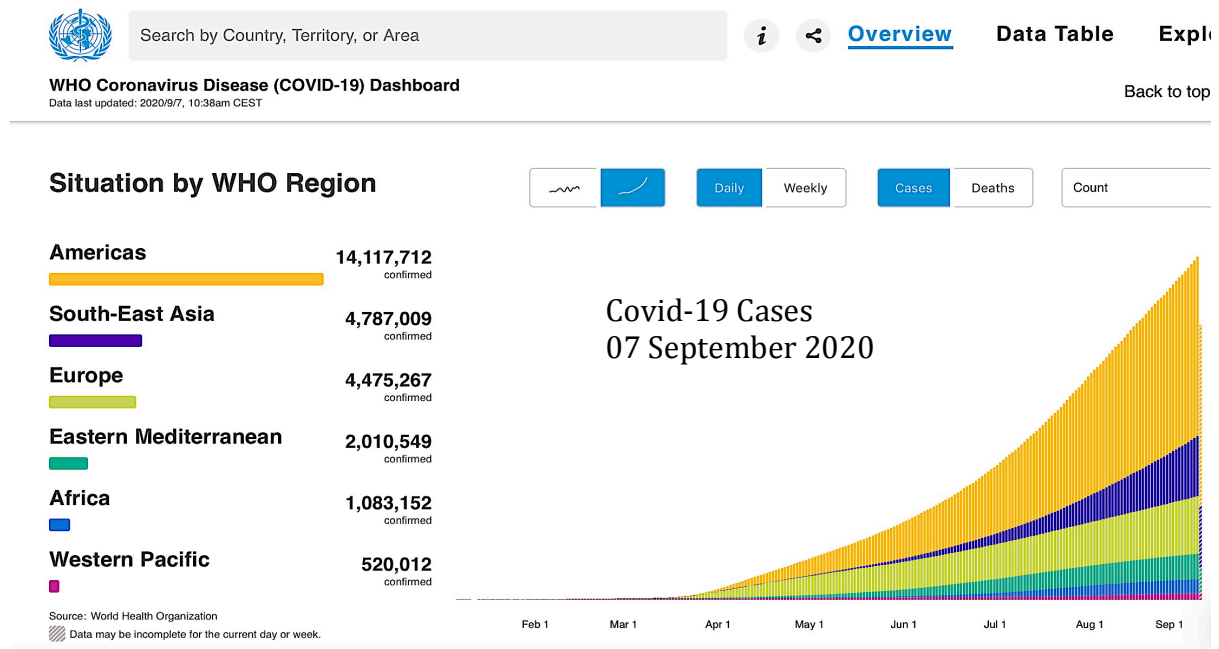 Search by Country, Territory, or Area
i
Overview
Data Table
WHO Coronavirus Disease (COVID-19) Dashboard
Data last updated: 2020/9/7, 10:38am CEST
Back to top
Situation by WHO Region
Daily
Weekly
Cases
Deaths
Count
Americas
14,117,712
confirmed
South-East Asia
4,787,009
confirmed
Europe
4,475,267
confirmed
Eastern Mediterranean
2,010,549
confirmed
Africa
1,083,152
confirmed
Western Pacific
520,012
confirmed
Covid-19 Cases
07 September 2020
Feb 1 Mar 1 Apr 1 May 1 Jun 1 Jul 1 Aug 1 Sep 1
Source: World Health Organization
Data may be incomplete for the current day or week.